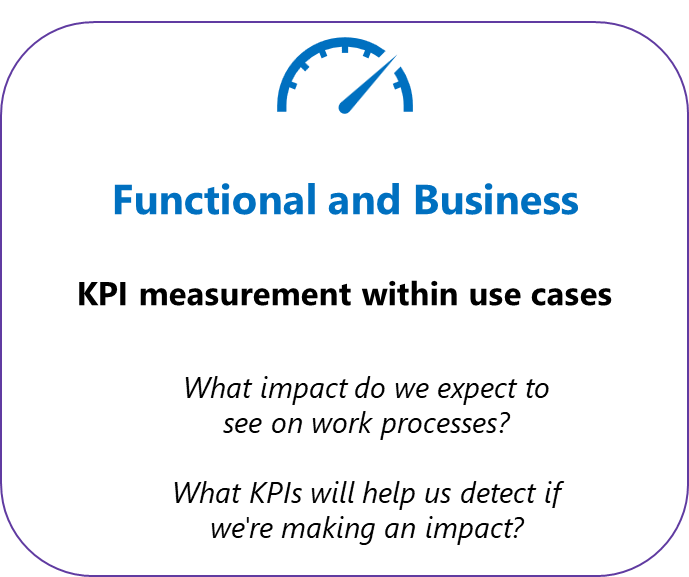 Functional and Business
KPI measurement within use cases
What impact do we expect to
see on work processes?
What KPIs will help us detect if
we're making an impact?